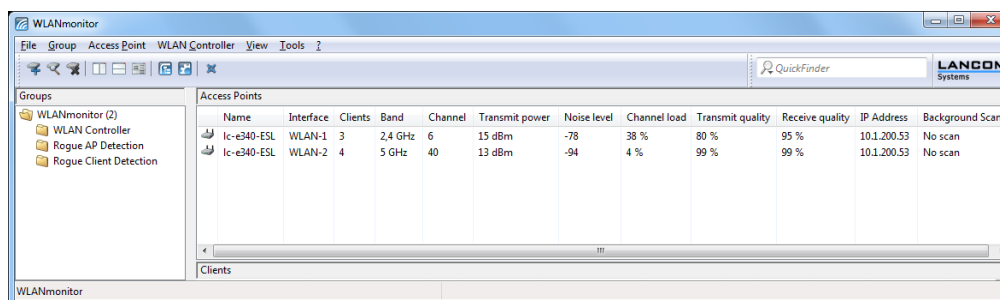 WLANmonitor
File Group Access Point WLAN Controller View Tools ?
QuickFinder
LANCOM
Systems
Groups
WLANmonitor (2)
WLAN Controller
Rogue AP Detection
Rogue Client Detection
Access Points
Name Interface Clients Band Channel Transmit power Noise level Channel load Transmit quality Receive quality IP Address Background Scan
lc-e340-ESL WLAN-1 3 2,4 GHz 6 15 dBm -78 38 % 80 % 95 % 10.1.200.53 No scan
lc-e340-ESL WLAN-2 4 5 GHz 40 13 dBm -94 4 % 99 % 99 % 10.1.200.53 No scan
Clients
WLANmonitor